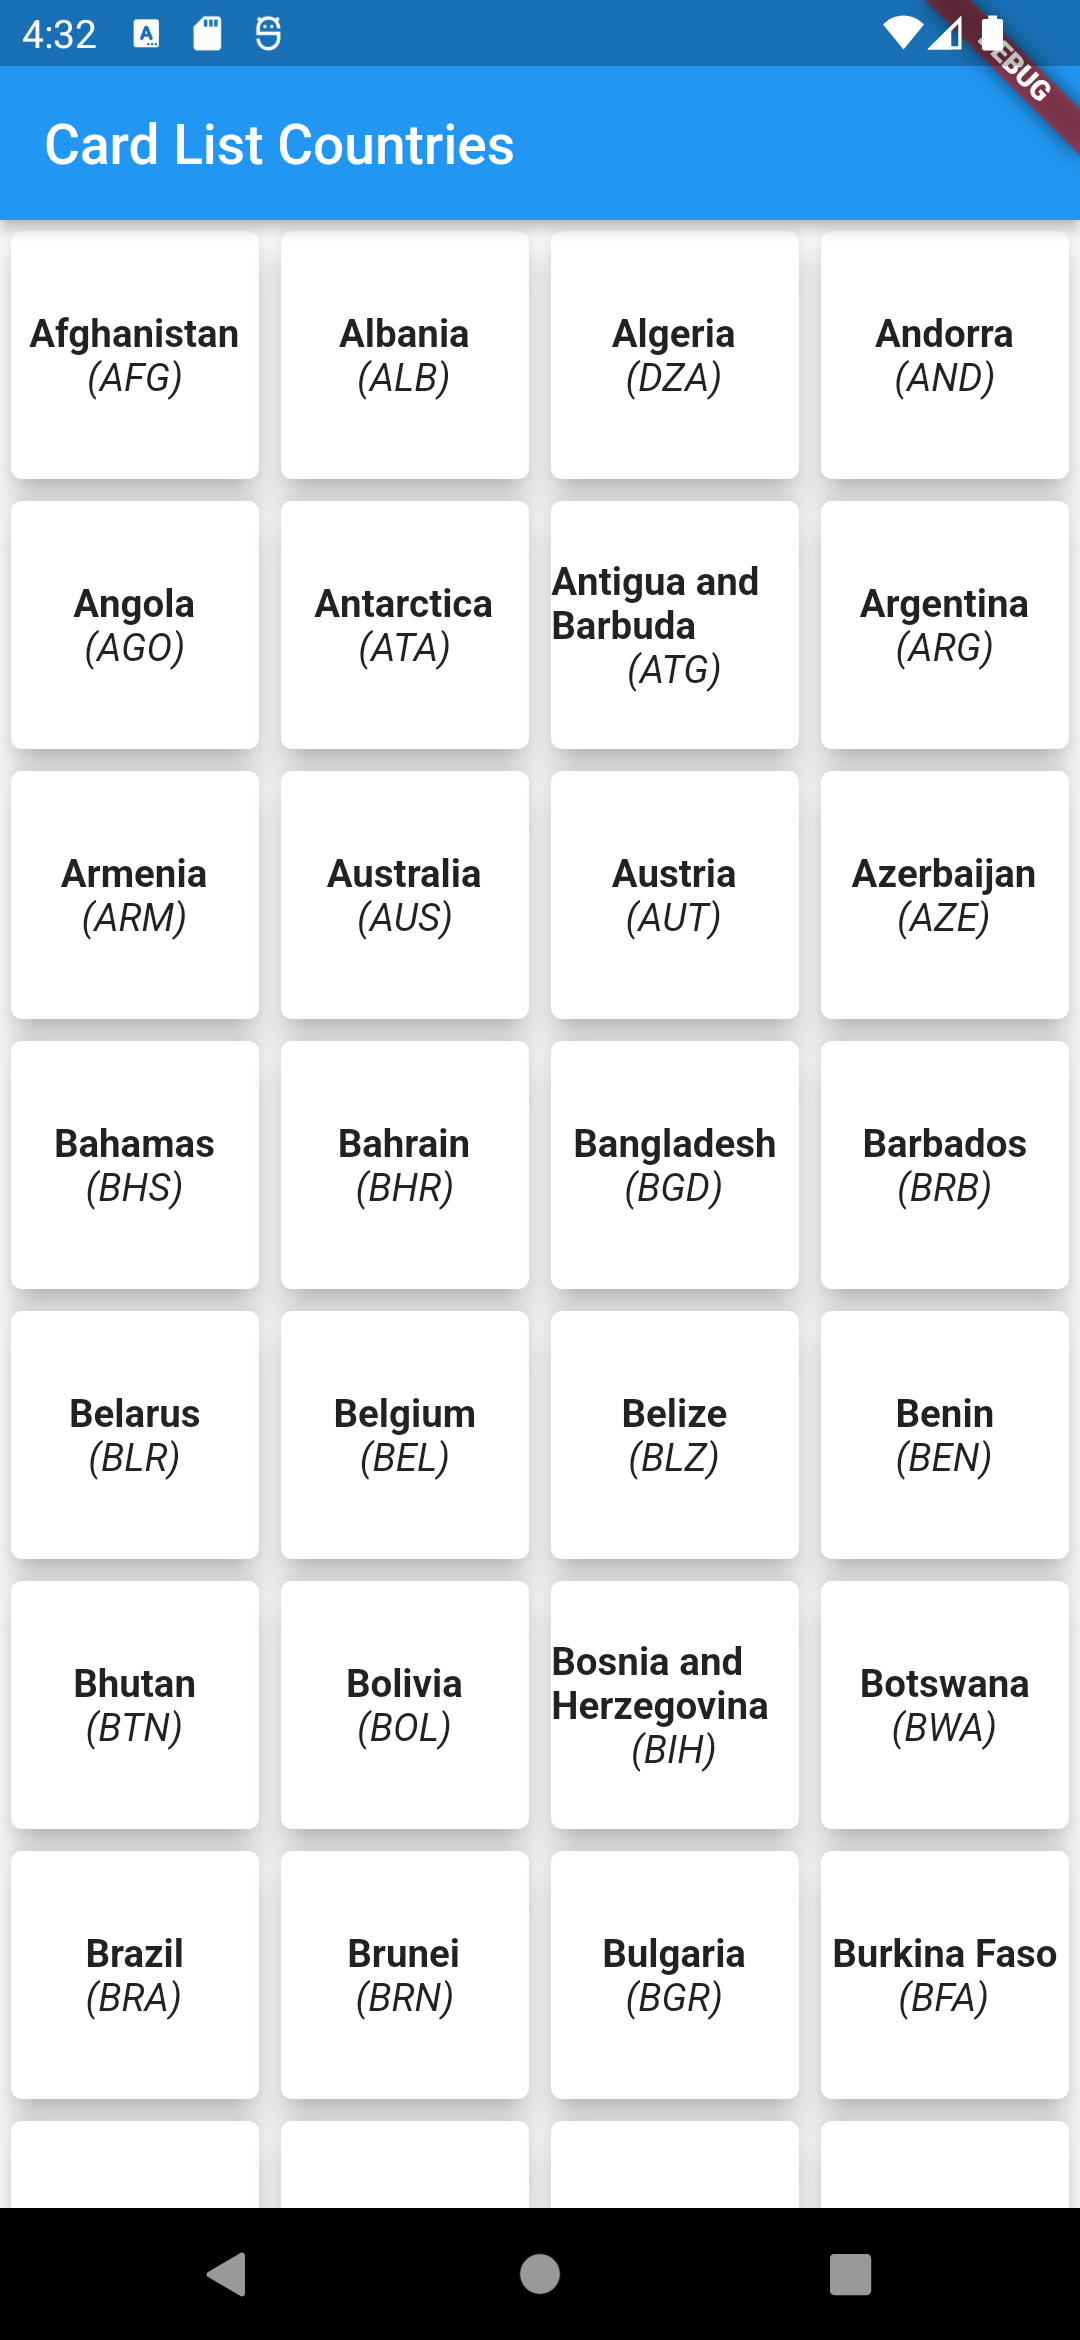 4:32
DEBUG
Card List Countries
Afghanistan
(AFG)
Albania
(ALB)
Algeria
(DZA)
Andorra
(AND)
Angola
(AGO)
Antarctica
(ATA)
Antigua and
Barbuda
(ATG)
Argentina
(ARG)
Armenia
(ARM)
Australia
(AUS)
Austria
(AUT)
Azerbaijan
(AZE)
Bahamas
(BHS)
Bahrain
(BHR)
Bangladesh
(BGD)
Barbados
(BRB)
Belarus
(BLR)
Belgium
(BEL)
Belize
(BLZ)
Benin
(BEN)
Bhutan
(BTN)
Bolivia
(BOL)
Bosnia and
Herzegovina
(BIH)
Botswana
(BWA)
Brazil
(BRA)
Brunei
(BRN)
Bulgaria
(BGR)
Burkina Faso
(BFA)